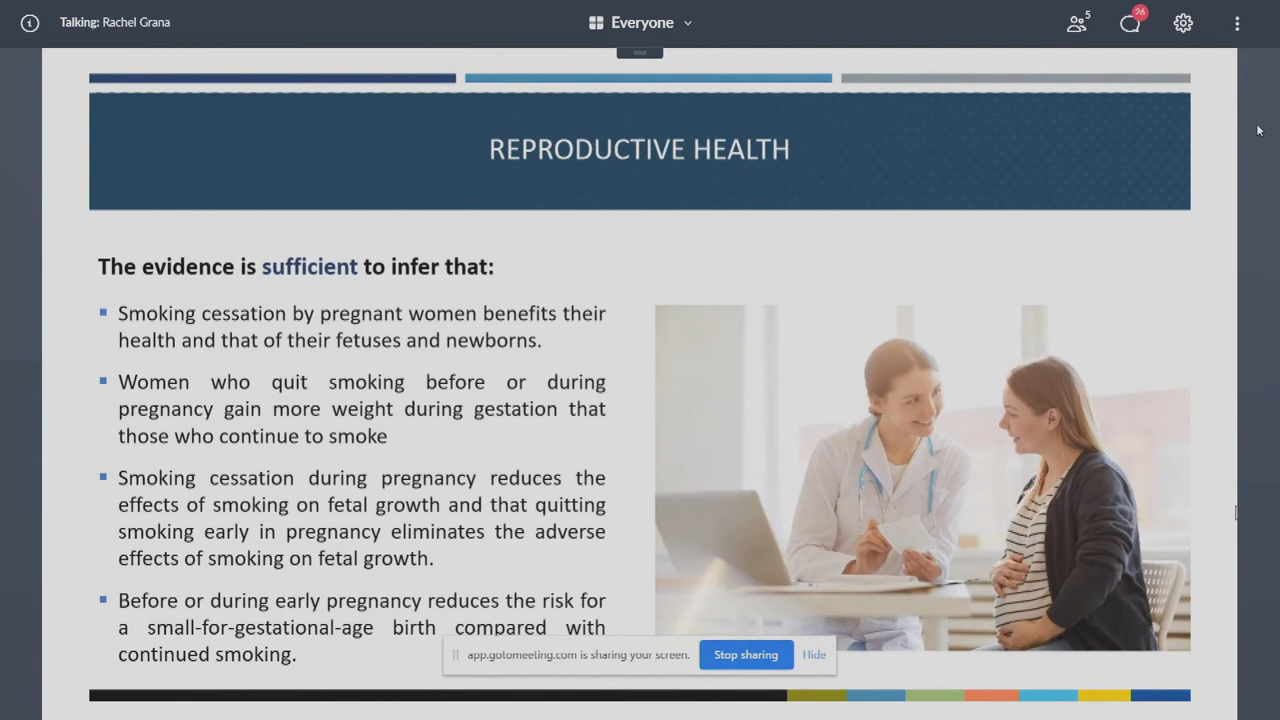 Talking: Rachel Grana
Everyone
5
26
REPRODUCTIVE HEALTH
The evidence is sufficient to infer that:
Smoking cessation by pregnant women benefits their
health and that of their fetuses and newborns.
Women who quit smoking before or during
pregnancy gain more weight during gestation that
those who continue to smoke
Smoking cessation during pregnancy reduces the
effects of smoking on fetal growth and that quitting
smoking early in pregnancy eliminates the adverse
effects of smoking on fetal growth.
Before or during early pregnancy reduces the risk for
a small-for-gestational-age birth compared with
continued smoking.
app.gotomeeting.com is sharing your screen.
Stop sharing
Hide